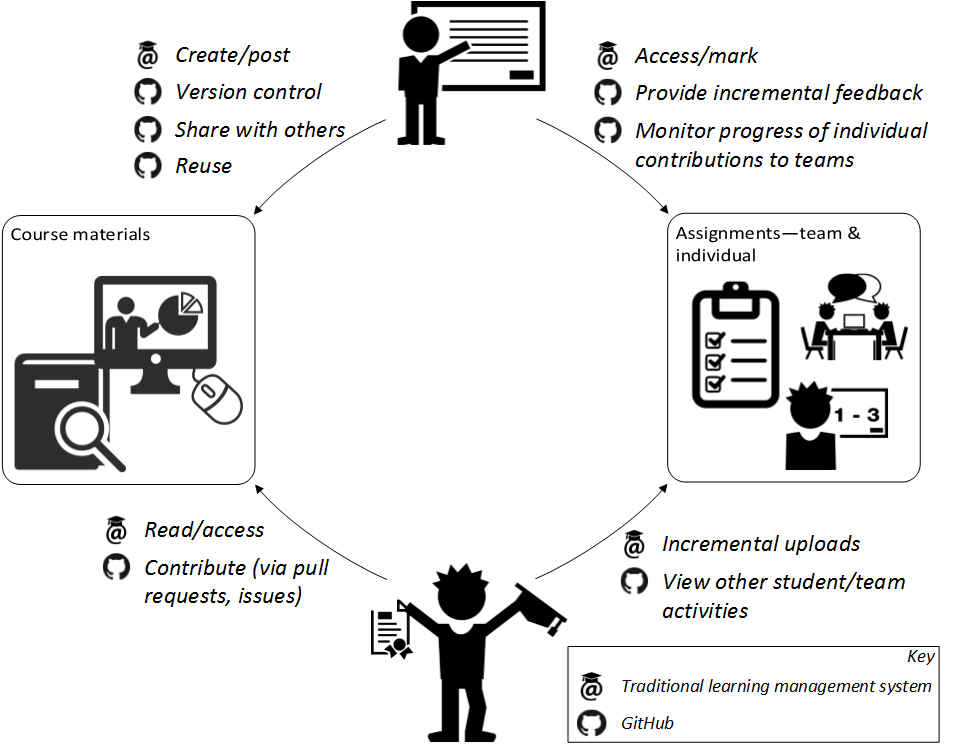 Create/post
Version control
Share with others
Reuse
Access/mark
Provide incremental feedback
Monitor progress of individual
contributions to teams
Course materials
Assignments—team &
individual
1 - 3
Read/access
Contribute (via pull
requests, issues)
Incremental uploads
View other student/team
activities
Key
@ Traditional learning management system
GitHub